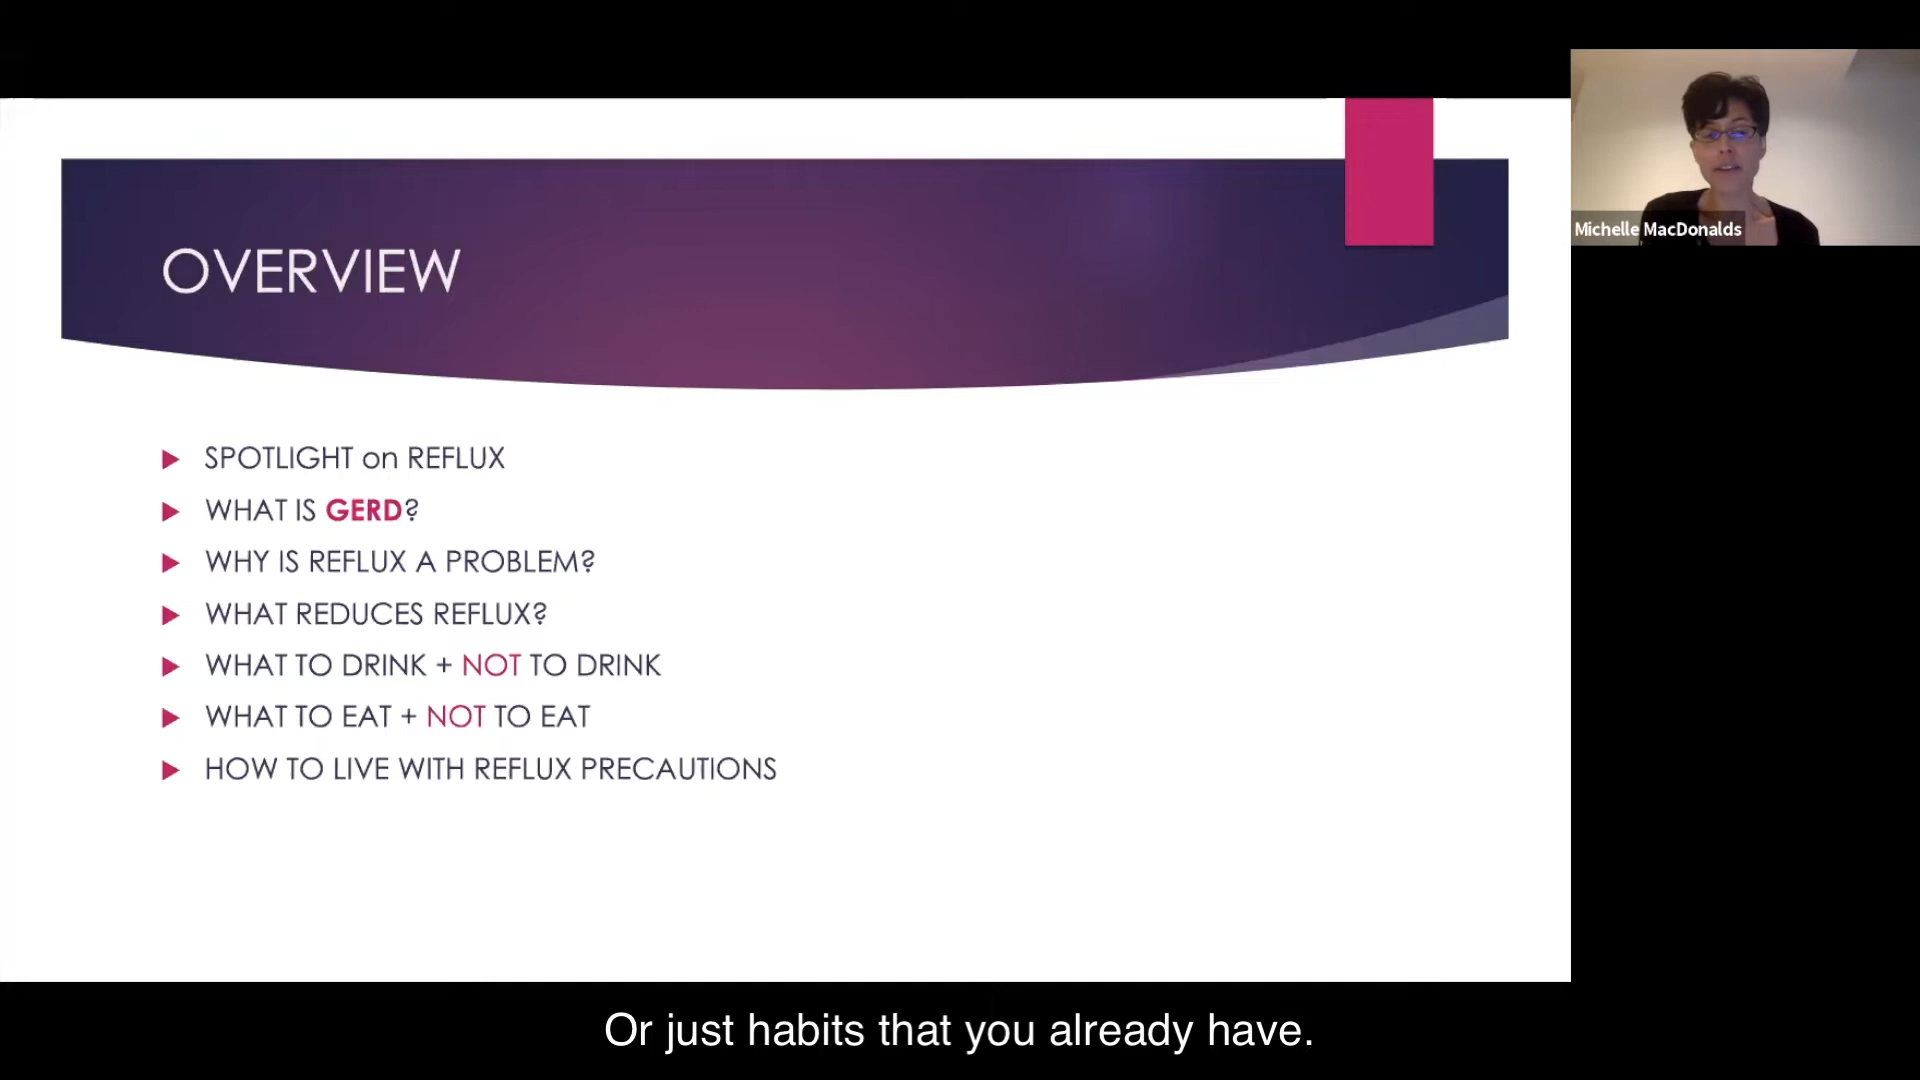 OVERVIEW
SPOTLIGHT on REFLUX
WHAT IS GERD?
WHY IS REFLUX A PROBLEM?
WHAT REDUCES REFLUX?
WHAT TO DRINK + NOT TO DRINK
WHAT TO EAT + NOT TO EAT
HOW TO LIVE WITH REFLUX PRECAUTIONS
Michelle MacDonalds
Or just habits that you already have.